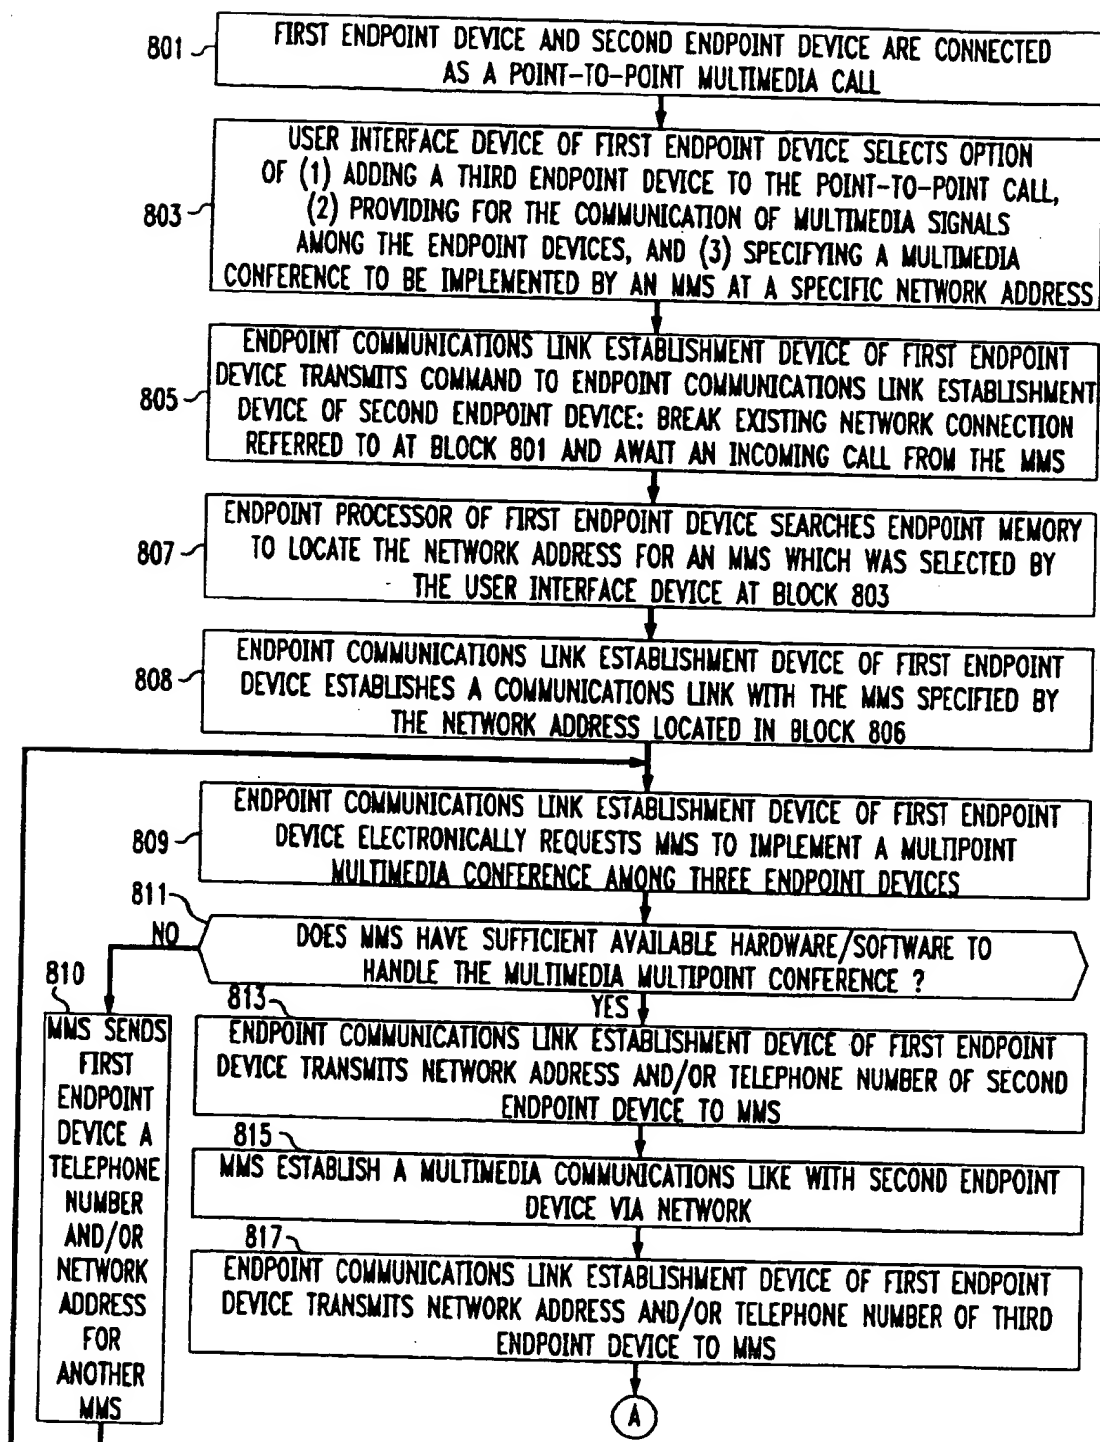 801
FIRST ENDPOINT DEVICE AND SECOND ENDPOINT DEVICE ARE CONNECTED
AS A POINT-TO-POINT MULTIMEDIA CALL
803
USER INTERFACE DEVICE OF FIRST ENDPOINT DEVICE SELECTS OPTION
OF (1) ADDING A THIRD ENDPOINT DEVICE TO THE POINT-TO-POINT CALL,
(2) PROVIDING FOR THE COMMUNICATION OF MULTIMEDIA SIGNALS
AMONG THE ENDPOINT DEVICES, AND (3) SPECIFYING A MULTIMEDIA
CONFERENCE TO BE IMPLEMENTED BY AN MMS AT A SPECIFIC NETWORK ADDRESS
805
ENDPOINT COMMUNICATIONS LINK ESTABLISHMENT DEVICE OF FIRST ENDPOINT
DEVICE TRANSMITS COMMAND TO ENDPOINT COMMUNICATIONS LINK ESTABLISHMENT
DEVICE OF SECOND ENDPOINT DEVICE: BREAK EXISTING NETWORK CONNECTION
REFERRED TO AT BLOCK 801 AND AWAIT AN INCOMING CALL FROM THE MMS
807
ENDPOINT PROCESSOR OF FIRST ENDPOINT DEVICE SEARCHES ENDPOINT MEMORY
TO LOCATE THE NETWORK ADDRESS FOR AN MMS WHICH WAS SELECTED BY
THE USER INTERFACE DEVICE AT BLOCK 803
808
ENDPOINT COMMUNICATIONS LINK ESTABLISHMENT DEVICE OF FIRST ENDPOINT
DEVICE ESTABLISHES A COMMUNICATIONS LINK WITH THE MMS SPECIFIED BY
THE NETWORK ADDRESS LOCATED IN BLOCK 806
809
ENDPOINT COMMUNICATIONS LINK ESTABLISHMENT DEVICE OF FIRST ENDPOINT
DEVICE ELECTRONICALLY REQUESTS MMS TO IMPLEMENT A MULTIPOINT
MULTIMEDIA CONFERENCE AMONG THREE ENDPOINT DEVICES
811
NO
DOES MMS HAVE SUFFICIENT AVAILABLE HARDWARE/SOFTWARE TO
HANDLE THE MULTIMEDIA MULTIPOINT CONFERENCE ?
YES
810
MMS SENDS
FIRST
ENDPOINT
DEVICE A
TELEPHONE
NUMBER
AND/OR
NETWORK
ADDRESS
FOR
ANOTHER
MMS
813
ENDPOINT COMMUNICATIONS LINK ESTABLISHMENT DEVICE OF FIRST ENDPOINT
DEVICE TRANSMITS NETWORK ADDRESS AND/OR TELEPHONE NUMBER OF SECOND
ENDPOINT DEVICE TO MMS
815
MMS ESTABLISH A MULTIMEDIA COMMUNICATIONS LIKE WITH SECOND ENDPOINT
DEVICE VIA NETWORK
817
ENDPOINT COMMUNICATIONS LINK ESTABLISHMENT DEVICE OF FIRST ENDPOINT
DEVICE TRANSMITS NETWORK ADDRESS AND/OR TELEPHONE NUMBER OF THIRD
ENDPOINT DEVICE TO MMS
A